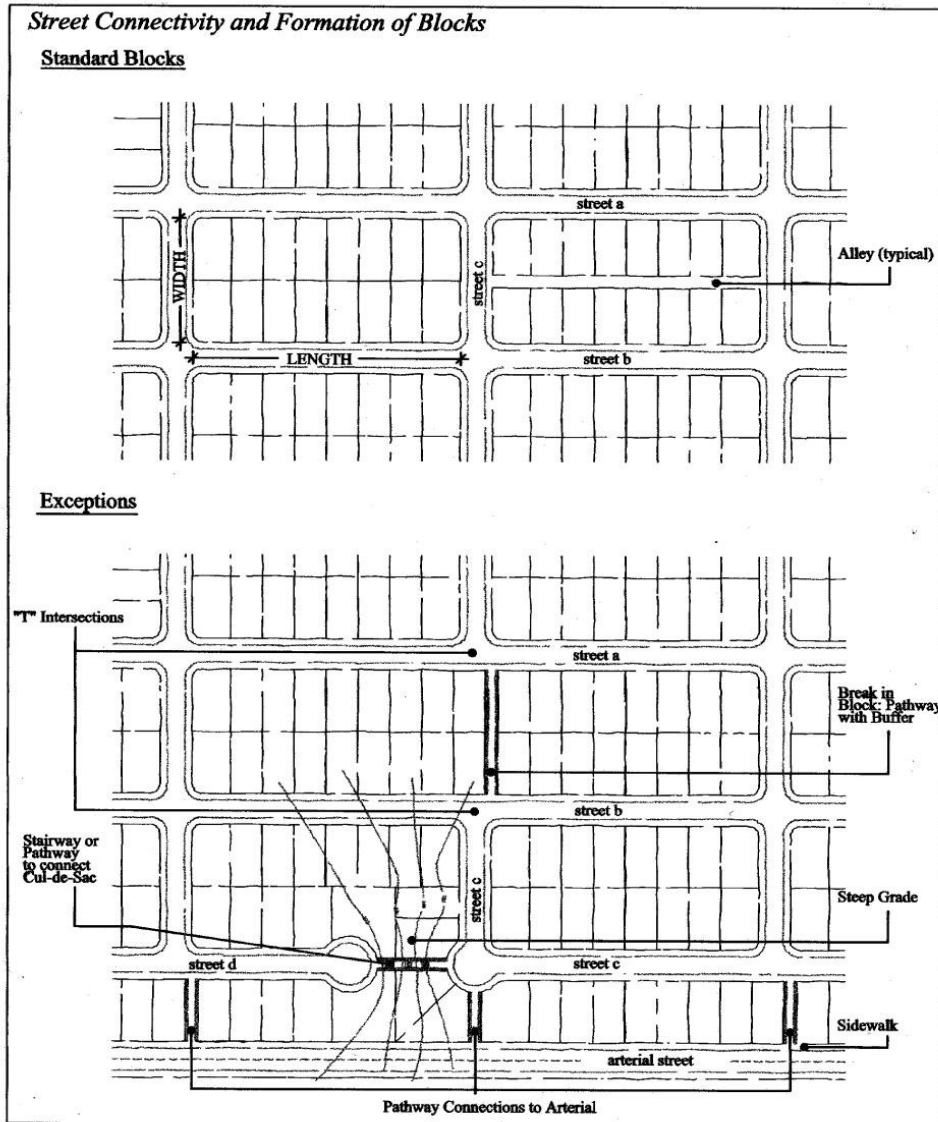 Street Connectivity and Formation of Blocks
Standard Blocks
street a
WIDTH
street c
Alley (typical)
LENGTH
street b
Exceptions
"T" Intersections
street a
Break in
Block: Pathway
with Buffer
street b
Stairway or
Pathway
to connect
Cul-de-Sac
street c
Steep Grade
street d
street c
Sidewalk
arterial street
Pathway Connections to Arterial